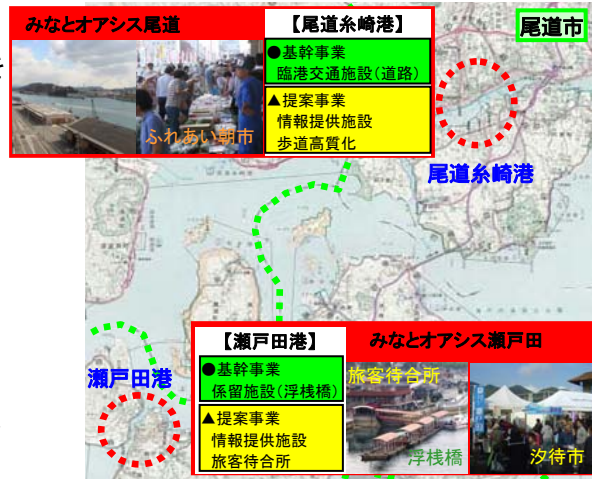 みなとオアシス尾道
【尾道糸崎港】
●基幹事業
臨港交通施設(道路)
▲提案事業
情報提供施設
歩道高質化
ふれあい朝市
尾道市
尾道糸崎港
瀬戸田港
【瀬戸田港】
●基幹事業
係留施設(浮桟橋)
▲提案事業
情報提供施設
旅客待合所
みなとオアシス瀬戸田
旅客待合所
浮桟橋
汐待市